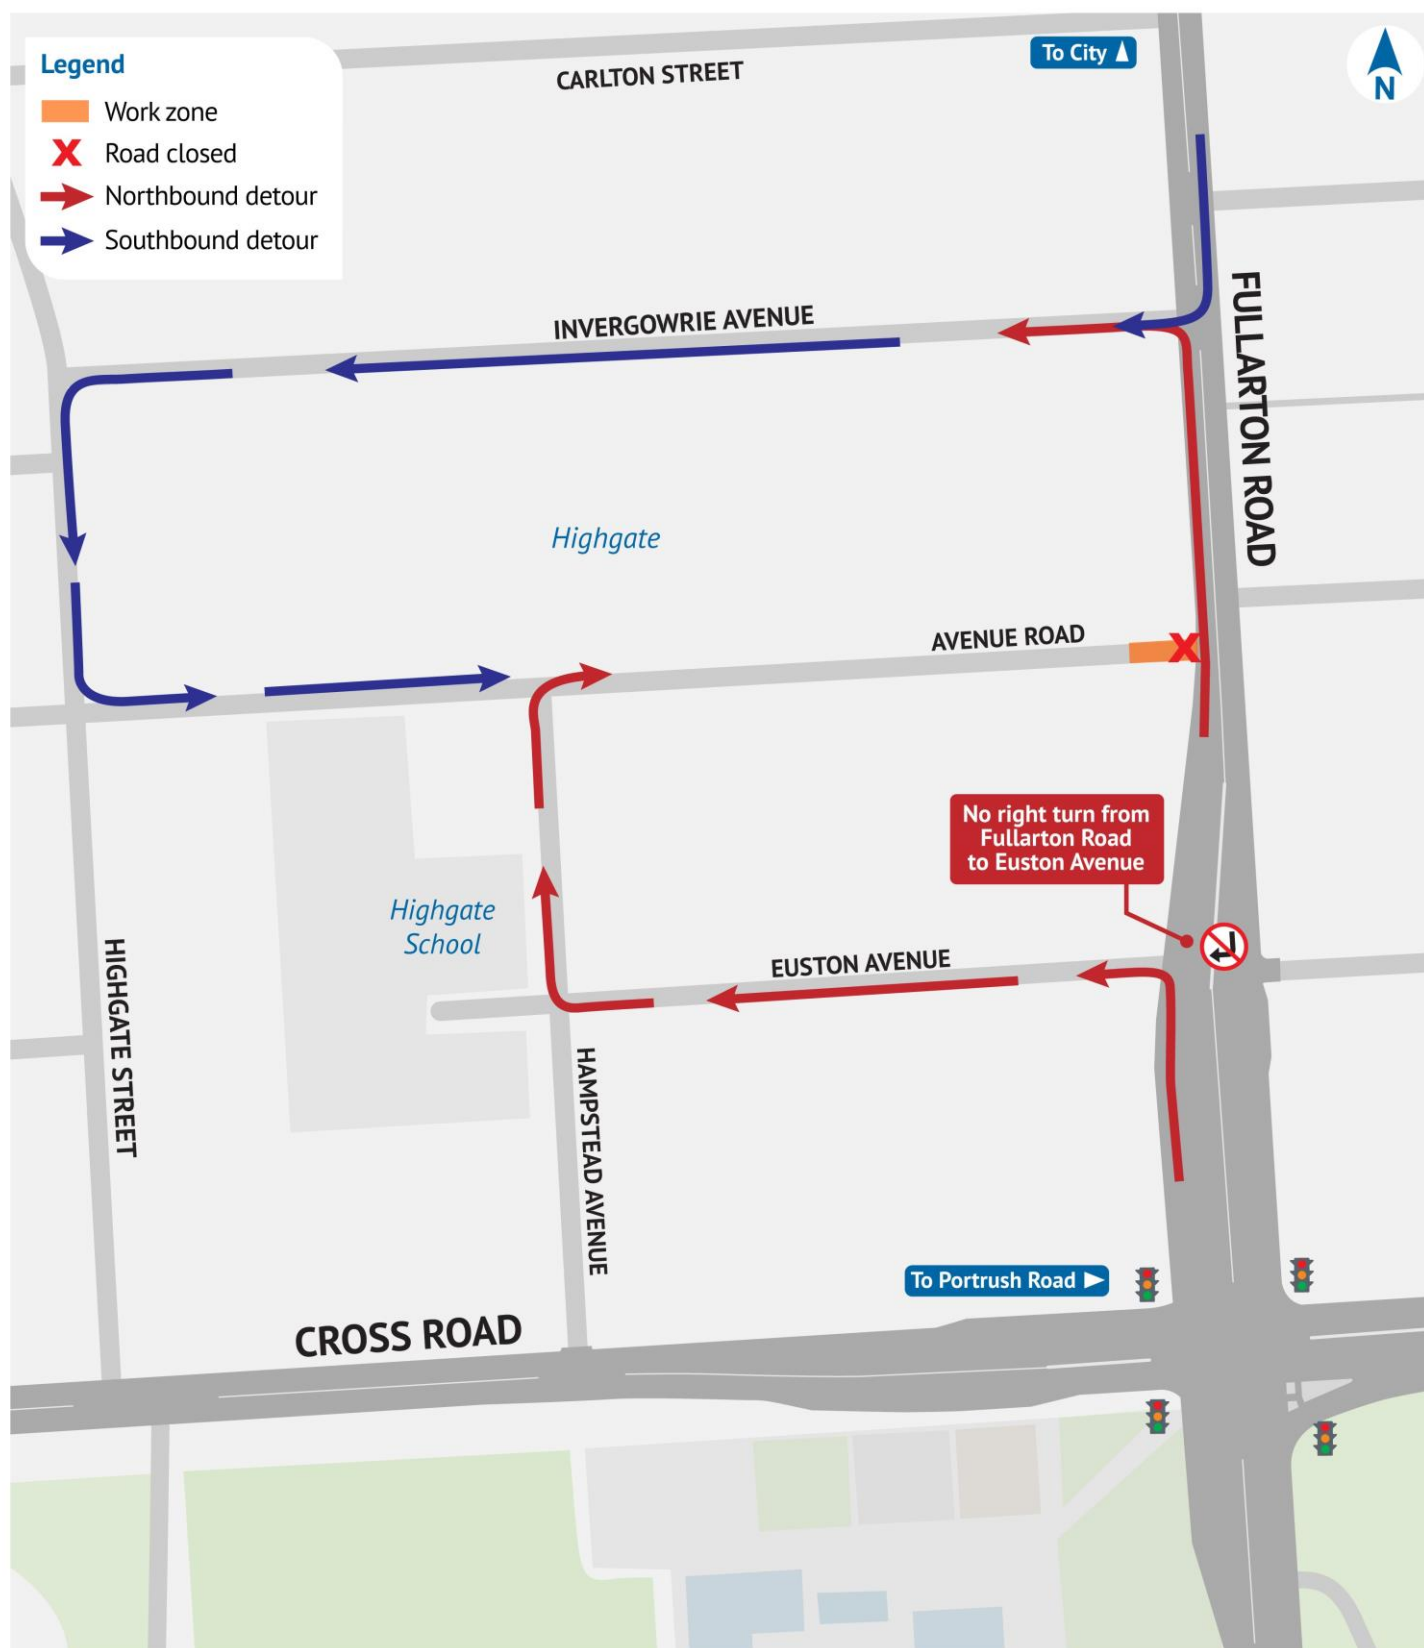 Legend
Work zone
Road closed
Northbound detour
Southbound detour
CARLTON STREET
To City
N
INVERGOWRIE AVENUE
FULLARTON ROAD
Highgate
AVENUE ROAD
No right turn from
Fullarton Road
to Euston Avenue
Highgate
School
EUSTON AVENUE
HIGHGATE STREET
HAMPSTEAD AVENUE
To Portrush Road
CROSS ROAD